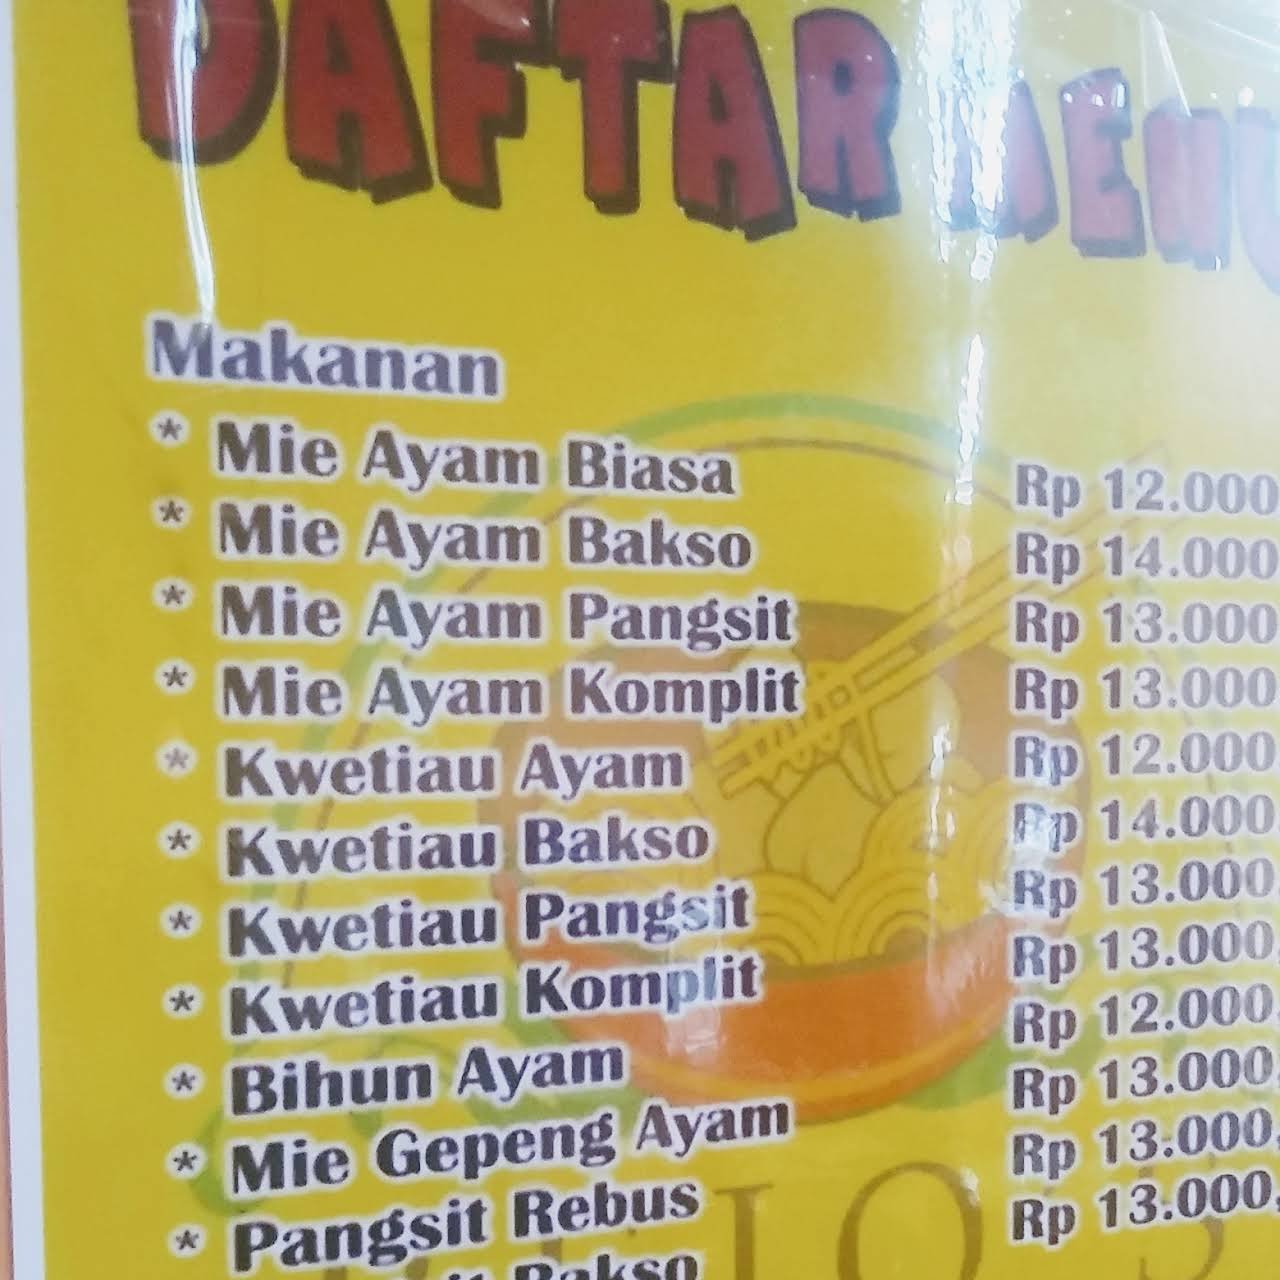 DAFTAR MENU
Makanan
* Mie Ayam Biasa Rp 12.000
* Mie Ayam Bakso Rp 14.000
* Mie Ayam Pangsit Rp 13.000
* Mie Ayam Komplit Rp 13.000
* Kwetiau Ayam Rp 12.000
* Kwetiau Bakso Rp 14.000
* Kwetiau Pangsit Rp 13.000
* Kwetiau Komplit Rp 13.000,
* Bihun Ayam Rp 12.000,
* Mie Gepeng Ayam Rp 13.000,
* Pangsit Rebus Rp 13.000,
Bakso Rp 13.000,